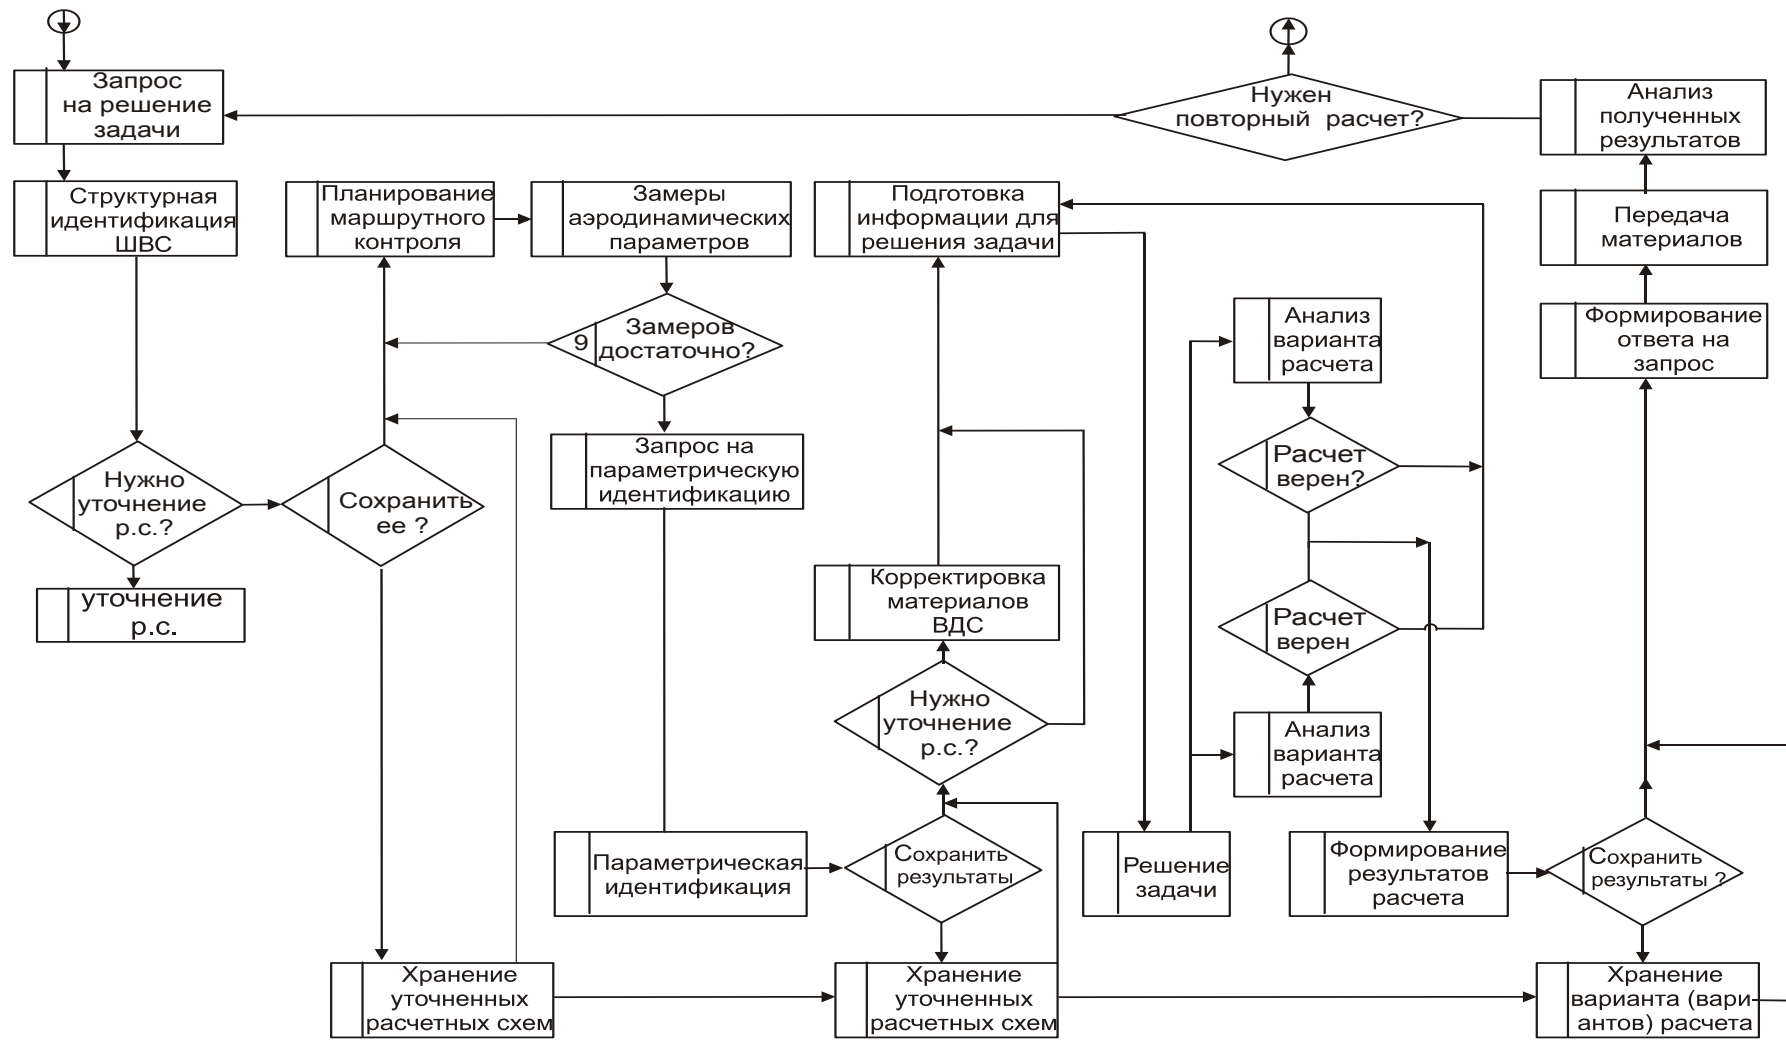 Запрос
на решение
задачи
Структурная
идентификация
ШВС
Нужно
уточнение
р.с.?
уточнение
р.с.
Сохранить
ее ?
Планирование
маршрутного
контроля
Замеры
аэродинамических
параметров
9
Замеров
достаточно?
Запрос на
параметрическую
идентификацию
Параметрическая
идентификация
Хранение
уточненных
расчетных схем
Сохранить
результаты
Хранение
уточненных
расчетных схем
Нужно
уточнение
р.с.?
Корректировка
материалов
ВДС
Подготовка
информации для
решения задачи
Решение
задачи
Анализ
варианта
расчета
Расчет
верен?
Расчет
верен
Анализ
варианта
расчета
Формирование
результатов
расчета
Сохранить
результаты ?
Хранение
варианта (вари-
антов) расчета
Формирование
ответа на
запрос
Передача
материалов
Анализ
полученных
результатов
Нужен
повторный расчет?